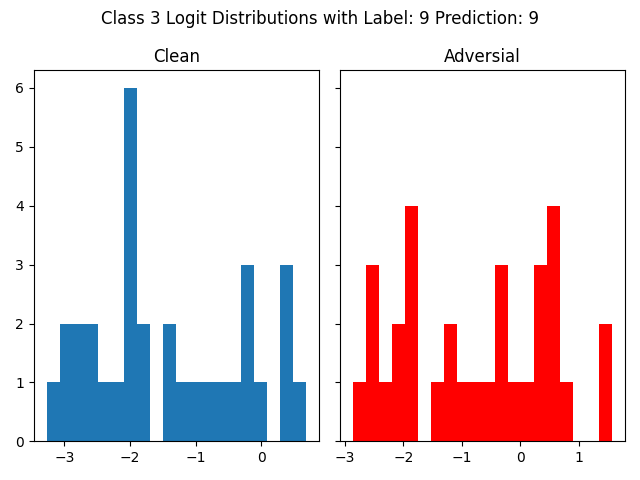 Class 3 Logit Distributions with Label: 9 Prediction: 9
Clean
Adversial
6
5
4
3
2
1
0
−3 −2 −1 0
−3 −2 −1 0 1